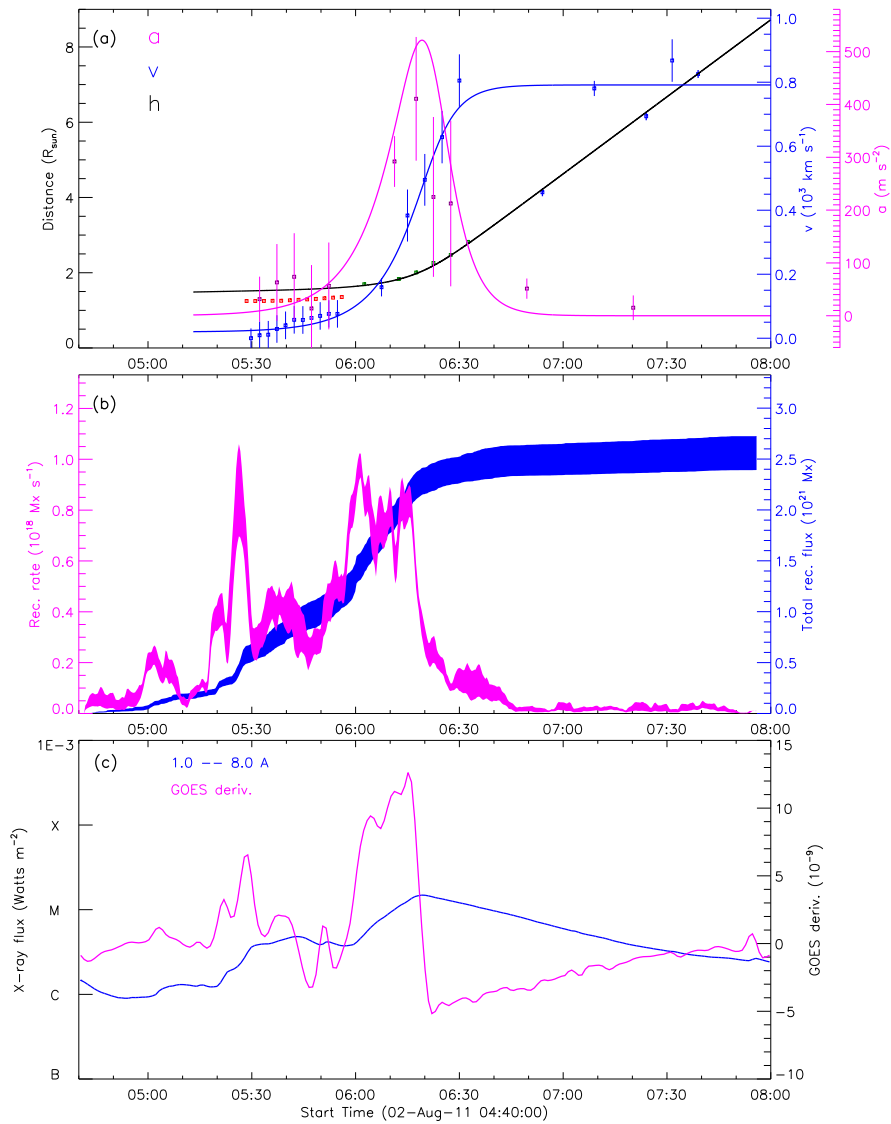 (a)
a
v
h
8
6
4
2
0
Distance (Rsun)
1.0
0.8
0.6
0.4
0.2
0.0
v (10³ km s⁻¹)
500
400
300
200
100
0
a (m s⁻²)
05:00 05:30 06:00 06:30 07:00 07:30 08:00
(b)
1.2
1.0
0.8
0.6
0.4
0.2
0.0
Rec. rate (10¹⁸ Mx s⁻¹)
3.0
2.5
2.0
1.5
1.0
0.5
0.0
Total rec. flux (10²¹ Mx)
05:00 05:30 06:00 06:30 07:00 07:30 08:00
(c)
1.0 -- 8.0 A
GOES deriv.
1E-3
X
M
C
B
X-ray flux (Watts m⁻²)
15
10
5
0
-5
-10
GOES deriv. (10⁻⁹)
05:00 05:30 06:00 06:30 07:00 07:30 08:00
Start Time (02-Aug-11 04:40:00)